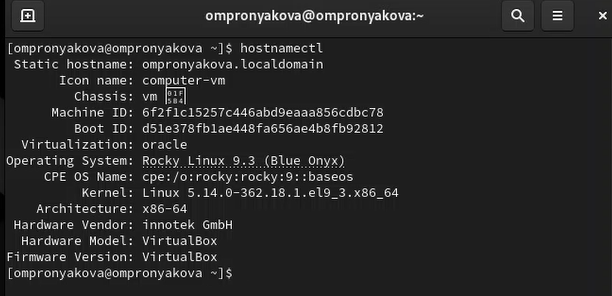 ompronyakova@ompronyakova:~
[ompronyakova@ompronyakova ~]$ hostnamectl
Static hostname: ompronyakova.localdomain
Icon name: computer-vm
Chassis: vm
Machine ID: 6f2f1c15257c446abd9eaaa856cdbc78
Boot ID: d51e378fb1ae448fa656ae4b8fb92812
Virtualization: oracle
Operating System: Rocky Linux 9.3 (Blue Onyx)
CPE OS Name: cpe:/o:rocky:rocky:9::baseos
Kernel: Linux 5.14.0-362.18.1.el9_3.x86_64
Architecture: x86-64
Hardware Vendor: innotek GmbH
Hardware Model: VirtualBox
Firmware Version: VirtualBox
[ompronyakova@ompronyakova ~]$